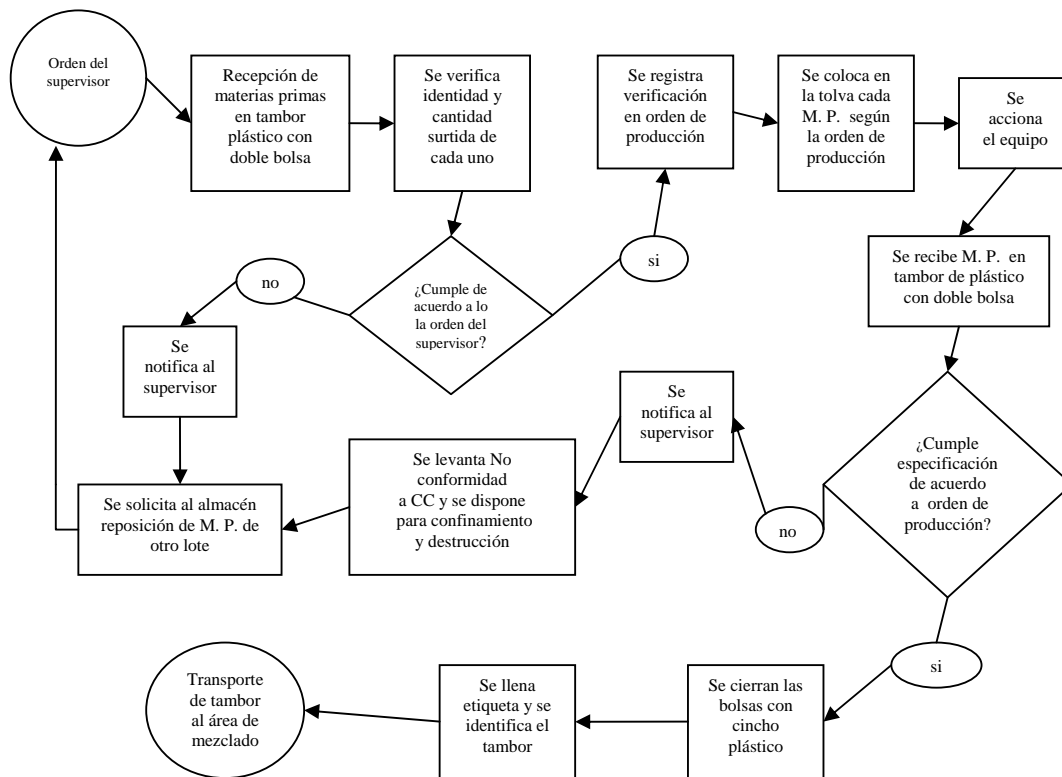 Orden del
supervisor
Recepción de
materias primas
en tambor
plástico con
doble bolsa
Se verifica
identidad y
cantidad
surtida de
cada uno
Se registra
verificación
en orden de
producción
Se coloca en
la tolva cada
M. P. según
la orden de
producción
Se
acciona
el equipo
Se recibe M. P. en
tambor de plástico
con doble bolsa
si
no
¿Cumple de
acuerdo a lo
la orden del
supervisor?
Se
notifica al
supervisor
Se
notifica al
supervisor
¿Cumple
especificación
de acuerdo
a orden de
producción?
no
Se levanta No
conformidad
a CC y se dispone
para confinamiento
y destrucción
Se solicita al almacén
reposición de M. P. de
otro lote
si
Se cierran las
bolsas con
cincho
plástico
Se llena
etiqueta y se
identifica el
tambor
Transporte
de tambor
al área de
mezclado